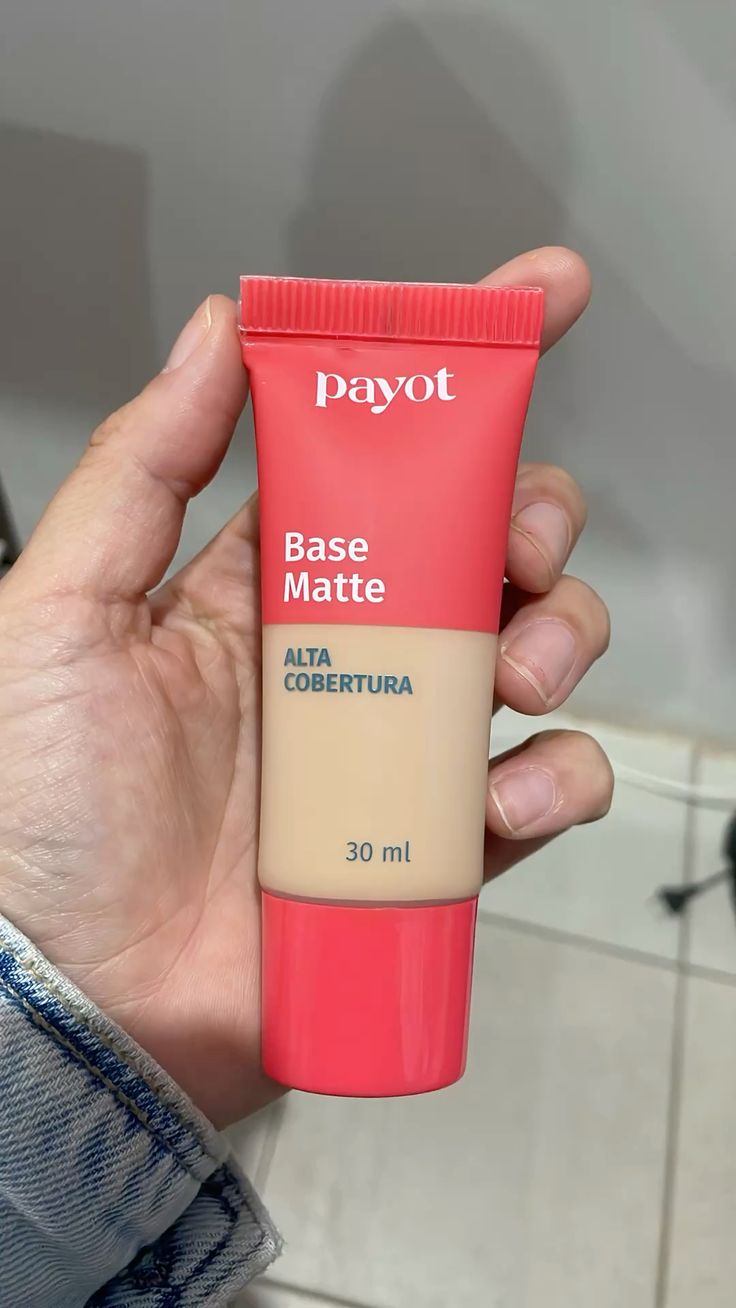 payot
Base
Matte
ALTA
COBERTURA
30 ml